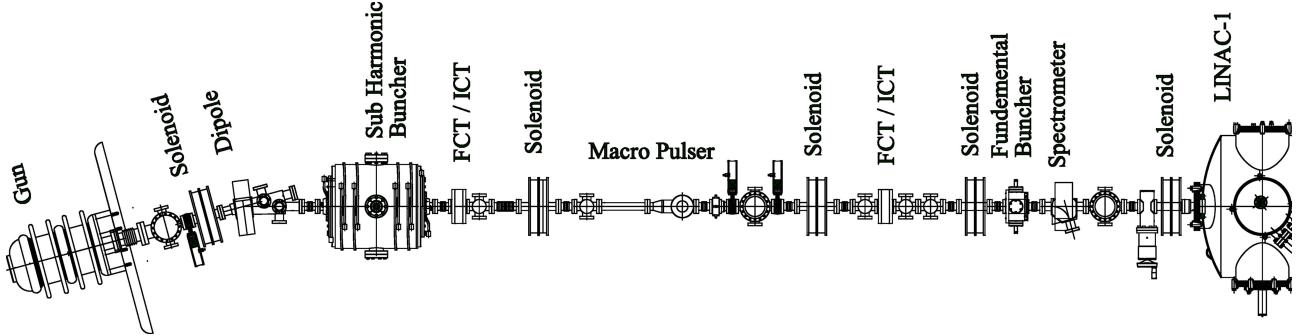 Gun
Solenoid
Dipole
Sub Harmonic
Buncher
FCT / ICT
Solenoid
Macro Pulser
Solenoid
FCT / ICT
Solenoid
Fundemental
Buncher
Spectrometer
Solenoid
LINAC-1